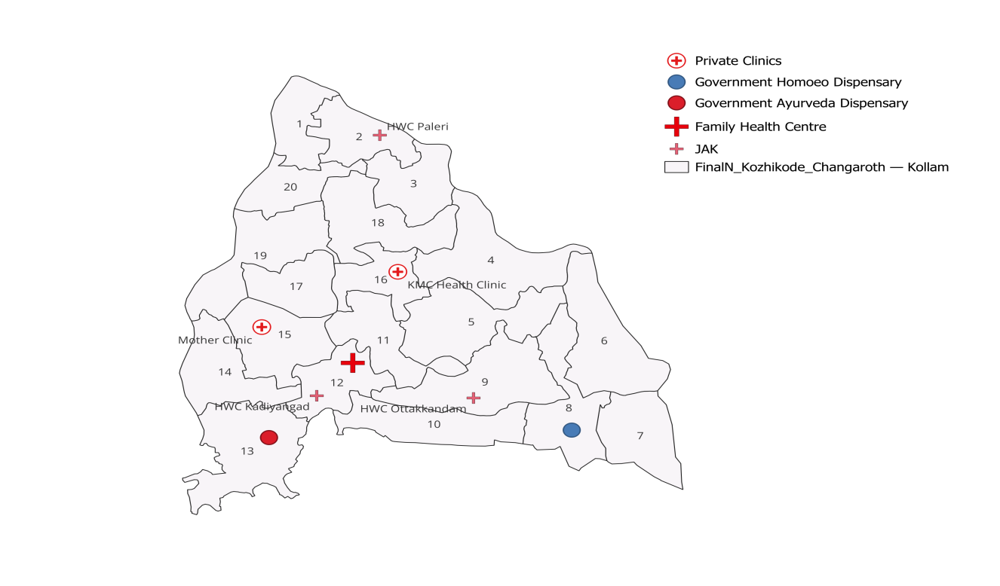 Private Clinics
Government Homoeo Dispensary
Government Ayurveda Dispensary
Family Health Centre
JAK
FinalN_Kozhikode_Changaroth — Kollam
1
HWC Paleri
2
3
20
18
19
4
16
KMC Health Clinic
17
5
15
Mother Clinic
11
6
14
12
9
HWC Kadiyangad
HWC Ottakkandam
8
10
7
13